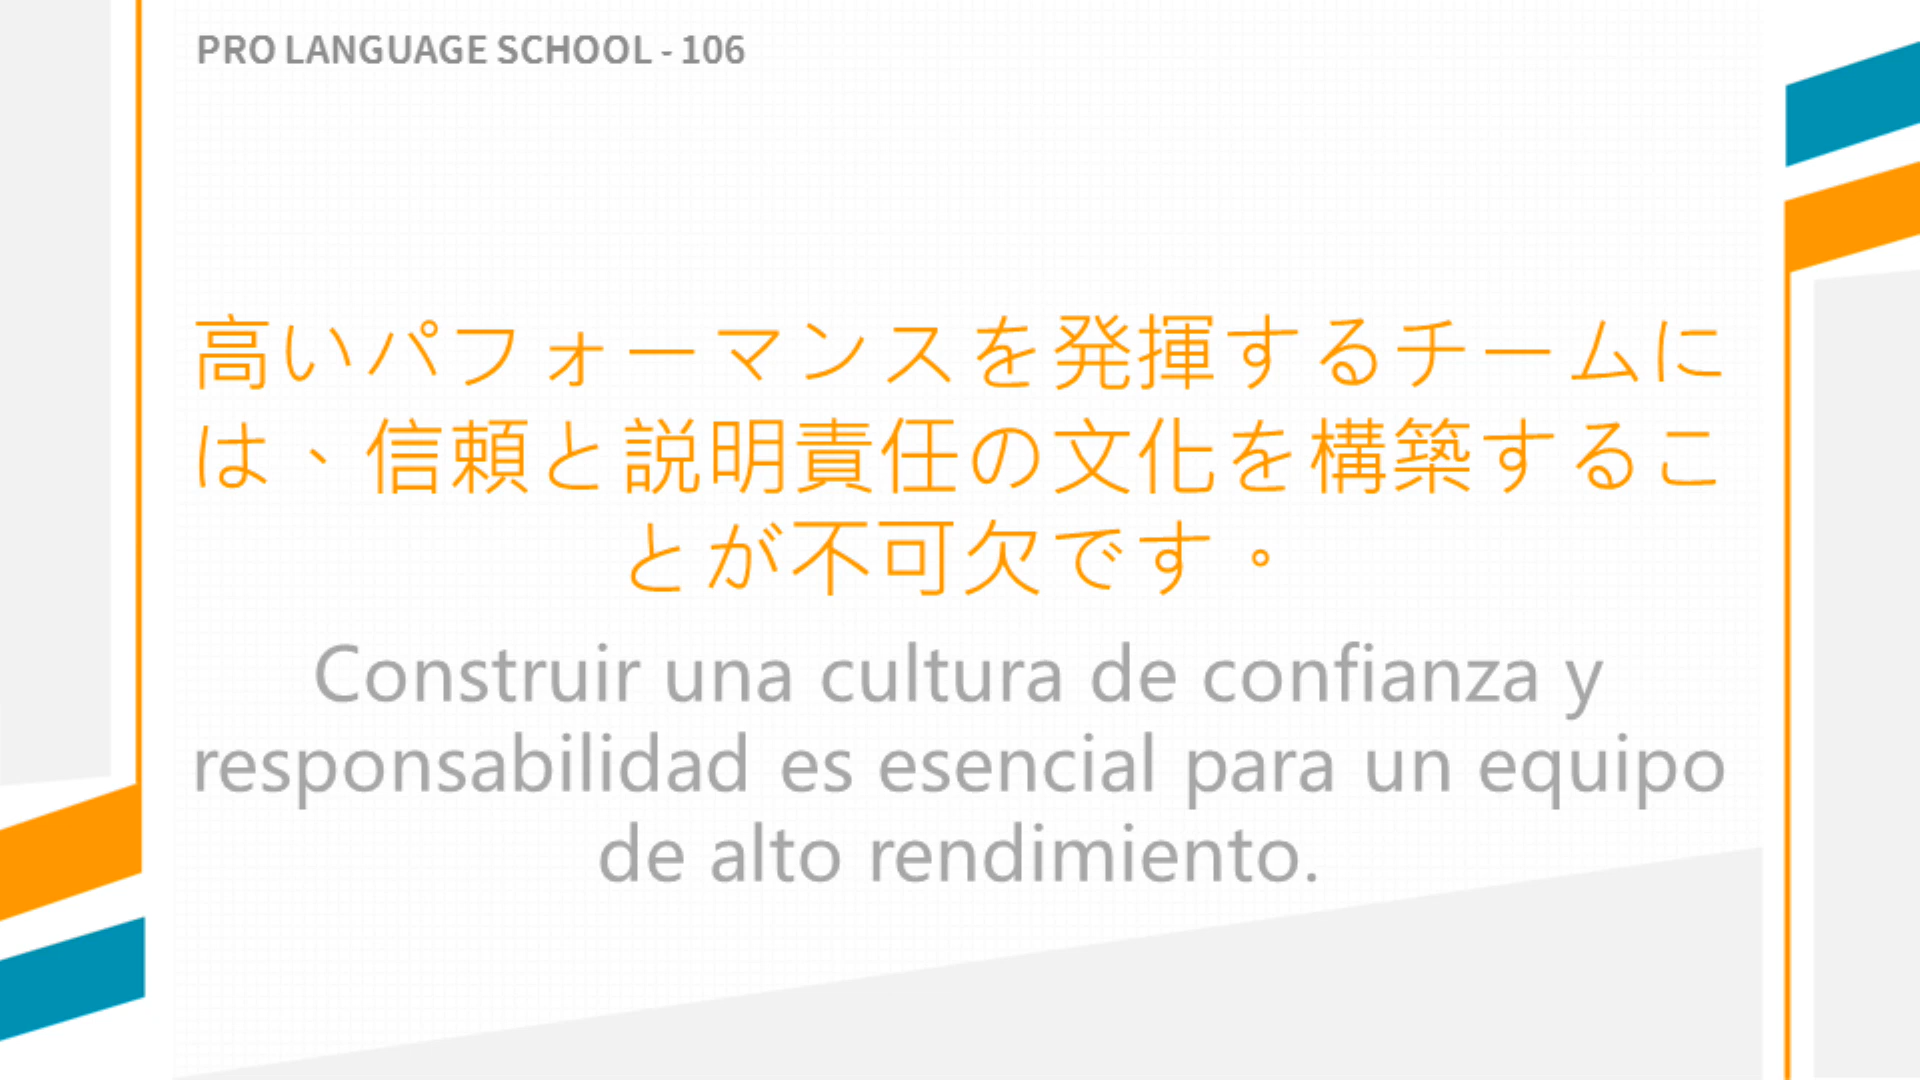 PRO LANGUAGE SCHOOL - 106
高いパフォーマンスを発揮するチームに
は、信頼と説明責任の文化を構築するこ
とが不可欠です。
Construir una cultura de confianza y
responsabilidad es esencial para un equipo
de alto rendimiento.